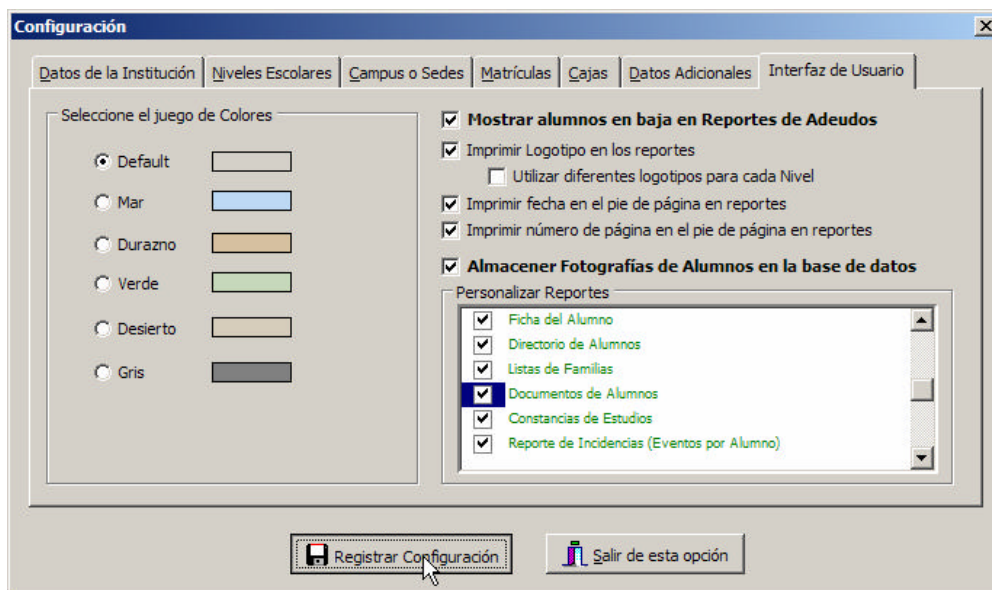 Configuración
Datos de la Institución
Niveles Escolares
Campus o Sedes
Matrículas
Cajas
Datos Adicionales
Interfaz de Usuario
Seleccione el juego de Colores
Default
Mar
Durazno
Verde
Desierto
Gris
Mostrar alumnos en baja en Reportes de Adeudos
Imprimir Logotipo en los reportes
Utilizar diferentes logotipos para cada Nivel
Imprimir fecha en el pie de página en reportes
Imprimir número de página en el pie de página en reportes
Almacener Fotografías de Alumnos en la base de datos
Personalizar Reportes
Ficha del Alumno
Directorio de Alumnos
Listas de Familias
Documentos de Alumnos
Constancias de Estudios
Reporte de Incidencias (Eventos por Alumno)
Registrar Configuración
Salir de esta opción